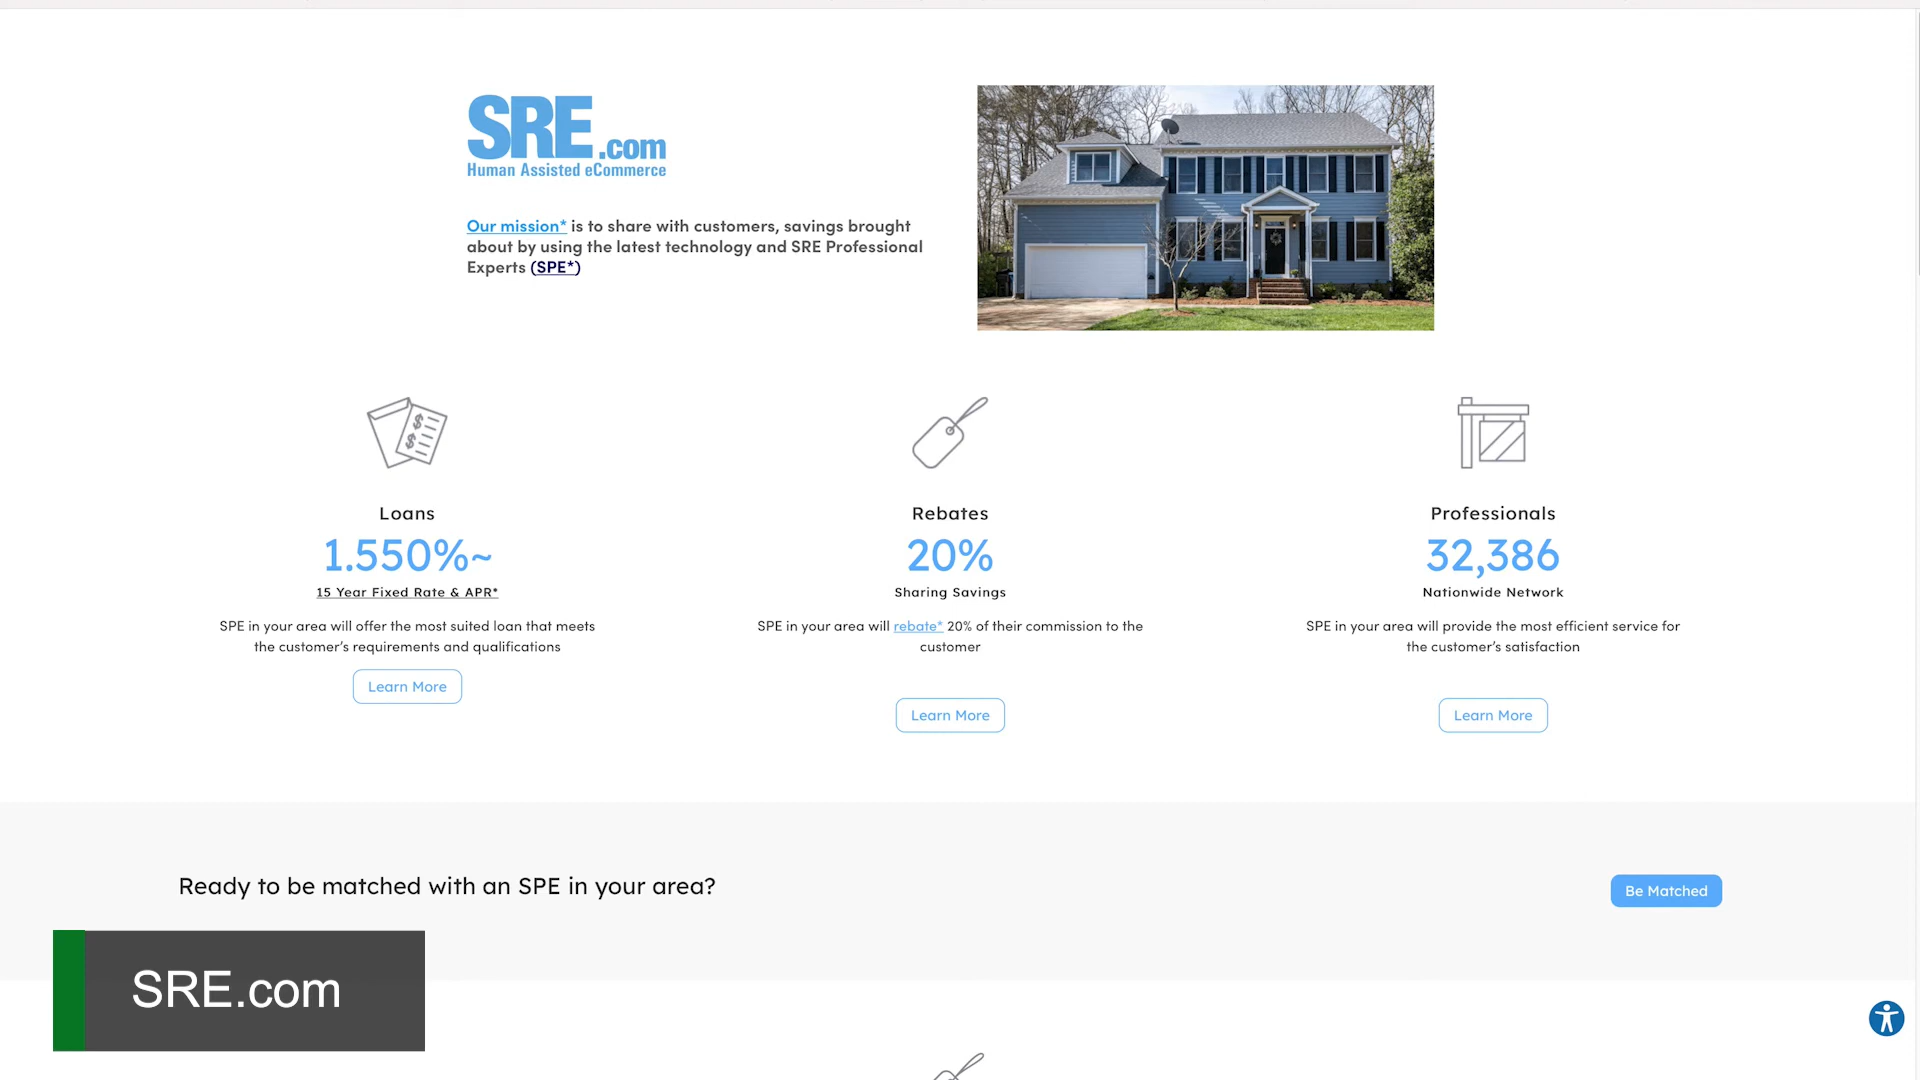 SRE.com
Human Assisted eCommerce
Our mission* is to share with customers, savings brought
about by using the latest technology and SRE Professional
Experts (SPE*)
Loans
1.550%~
15 Year Fixed Rate & APR*
SPE in your area will offer the most suited loan that meets
the customer's requirements and qualifications
Learn More
Rebates
20%
Sharing Savings
SPE in your area will rebate* 20% of their commission to the
customer
Learn More
Professionals
32,386
Nationwide Network
SPE in your area will provide the most efficient service for
the customer's satisfaction
Learn More
Ready to be matched with an SPE in your area?
Be Matched
SRE.com